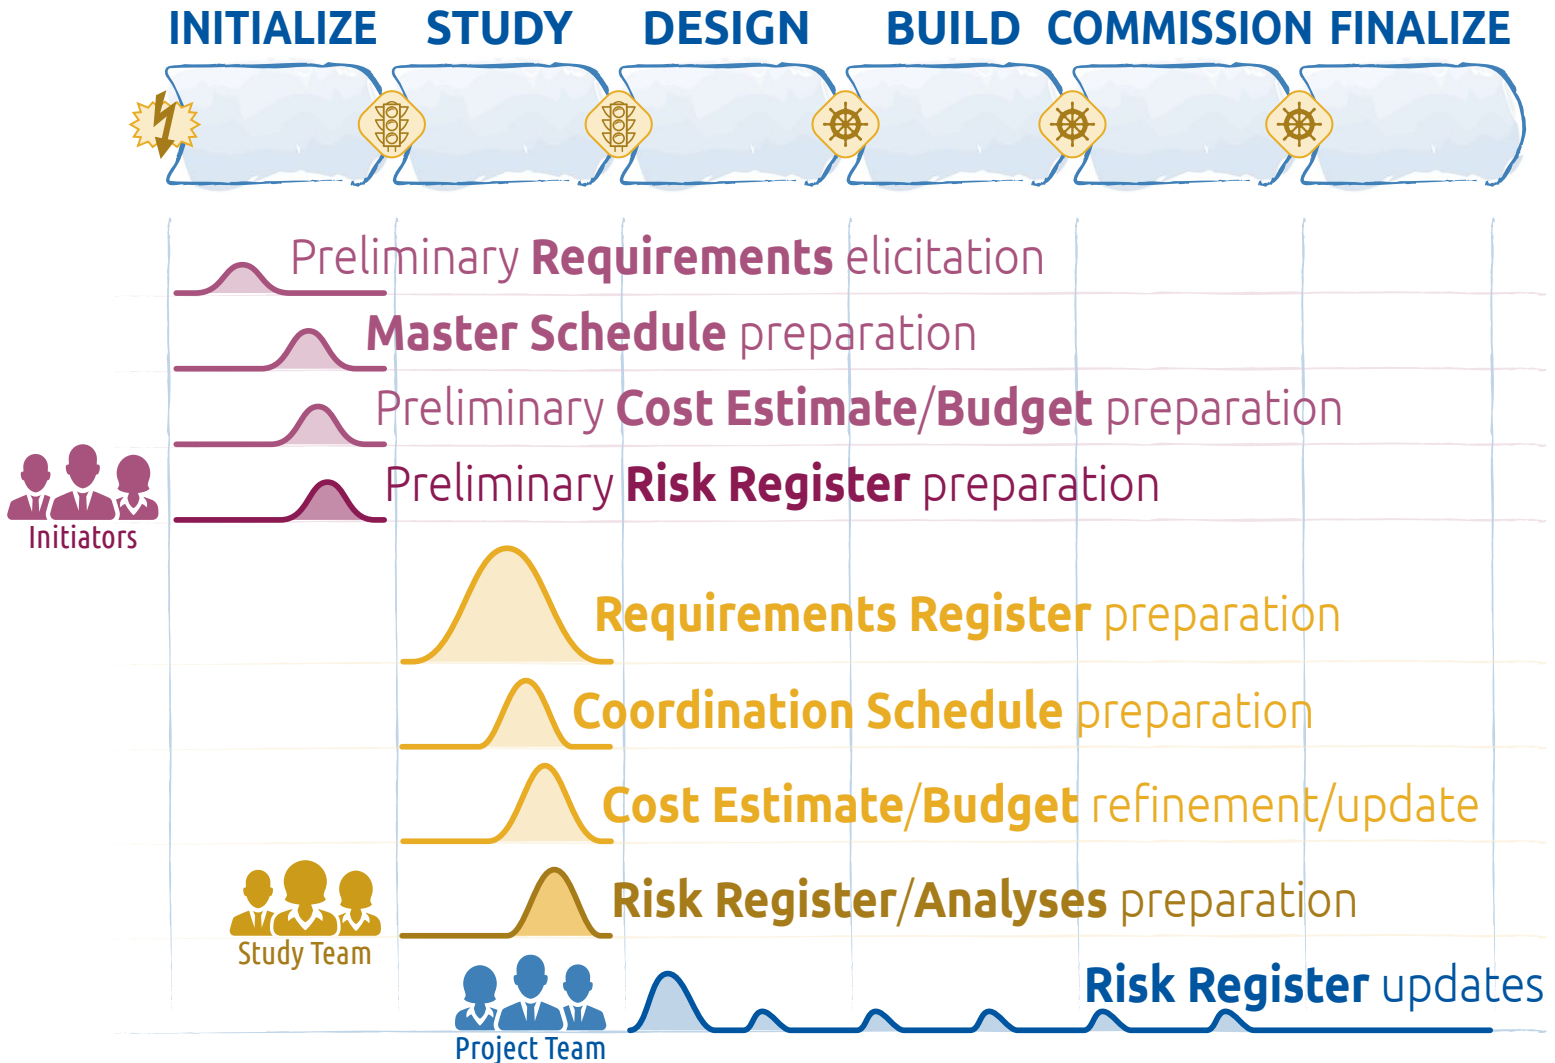 INITIALIZE STUDY DESIGN BUILD COMMISSION FINALIZE
Preliminary Requirements elicitation
Master Schedule preparation
Preliminary Cost Estimate/Budget preparation
Preliminary Risk Register preparation
Initiators
Requirements Register preparation
Coordination Schedule preparation
Cost Estimate/Budget refinement/update
Risk Register/Analyses preparation
Study Team
Risk Register updates
Project Team